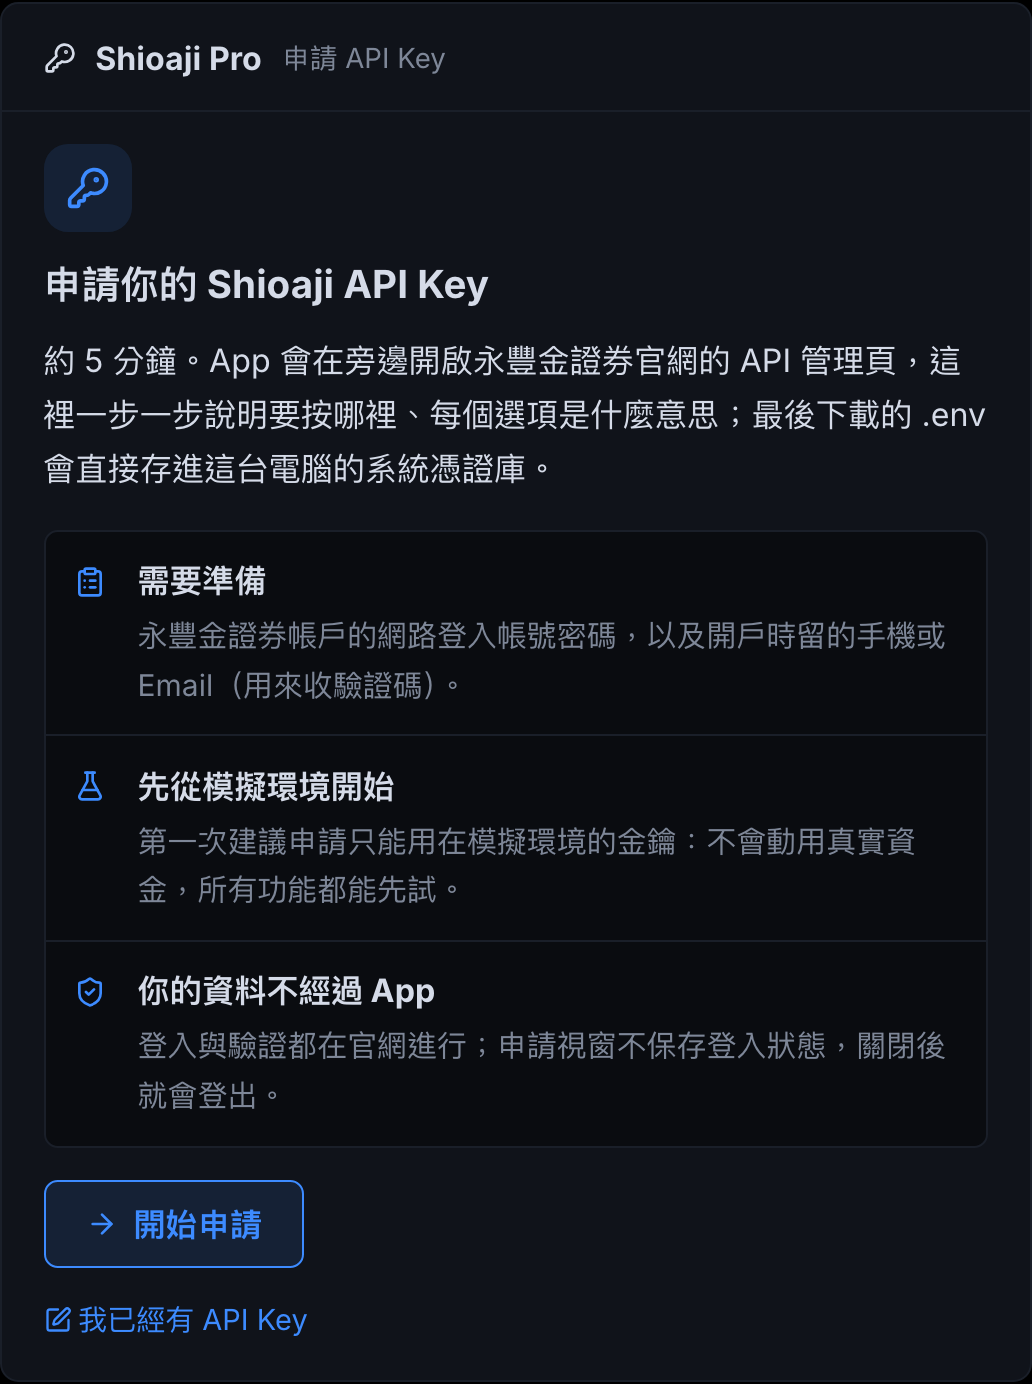 Shioaji Pro 申請 API Key
申請你的 Shioaji API Key
約 5 分鐘。App 會在旁邊開啟永豐金證券官網的 API 管理頁，這
裡一步一步說明要按哪裡、每個選項是什麼意思；最後下載的 .env
會直接存進這台電腦的系統憑證庫。
需要準備
永豐金證券帳戶的網路登入帳號密碼，以及開戶時留的手機或
Email（用來收驗證碼）。
先從模擬環境開始
第一次建議申請只能用在模擬環境的金鑰：不會動用真實資
金，所有功能都能先試。
你的資料不經過 App
登入與驗證都在官網進行；申請視窗不保存登入狀態，關閉後
就會登出。
開始申請
我已經有 API Key